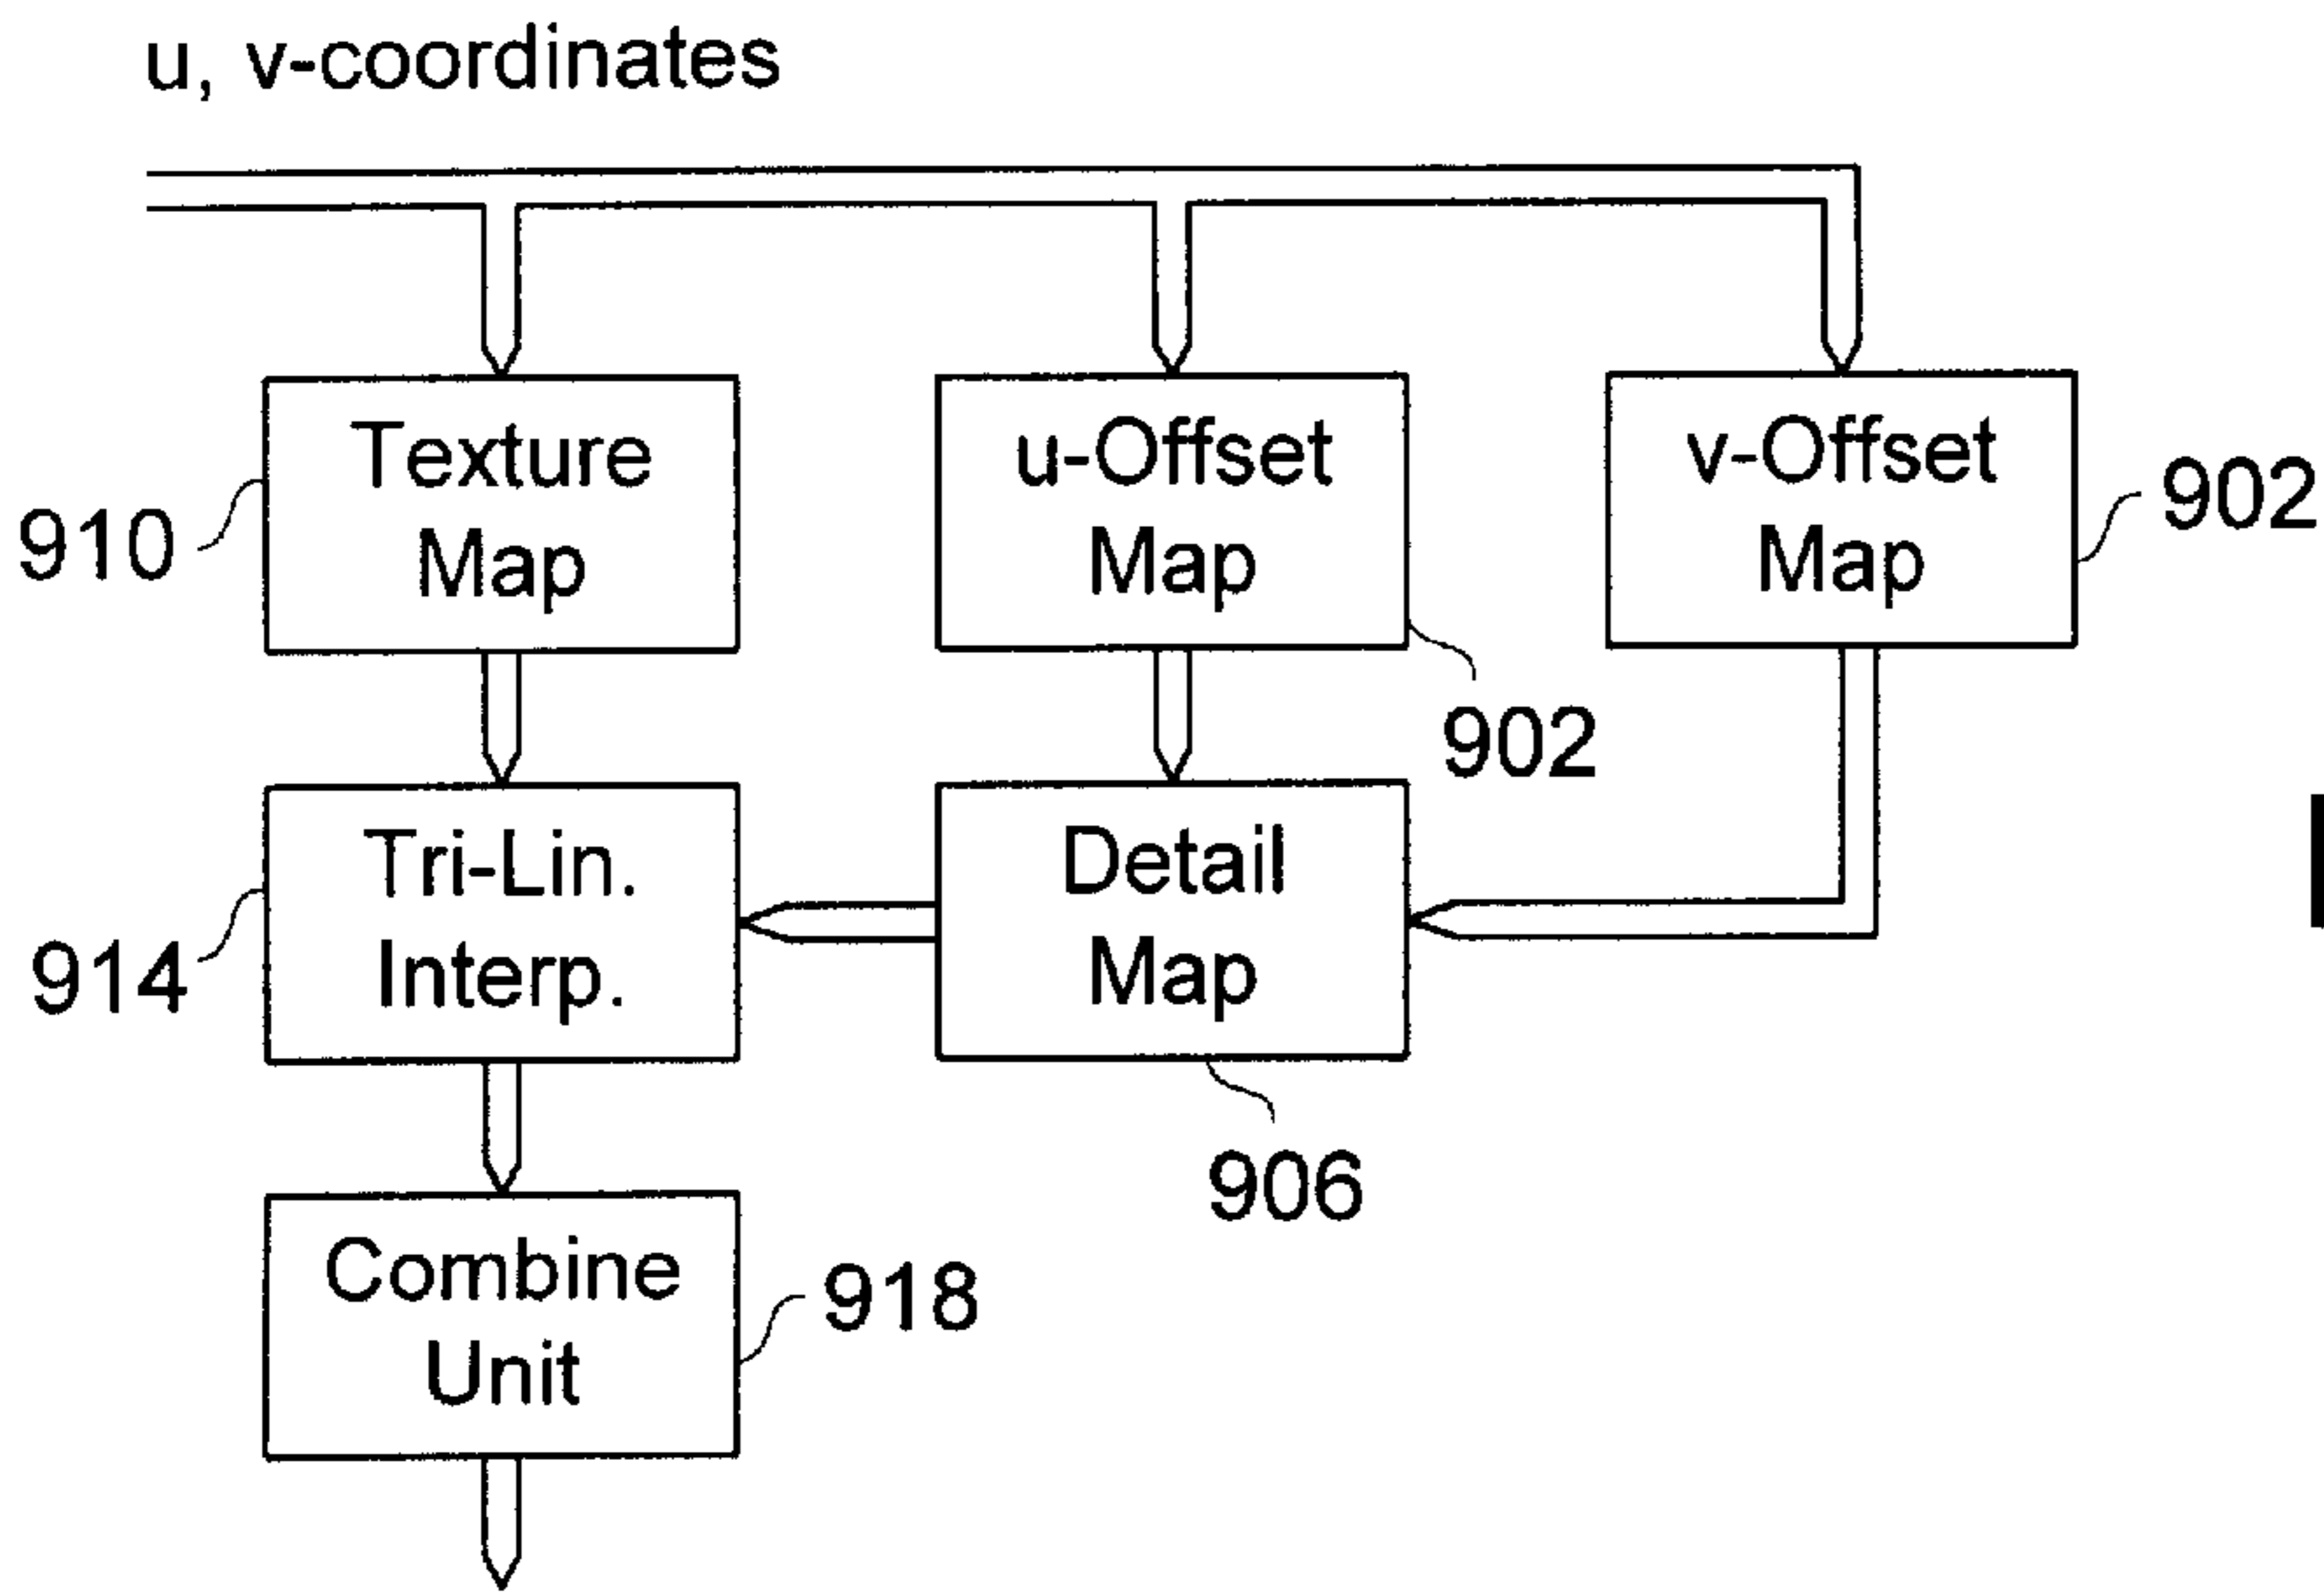 u, v-coordinates
Texture
Map
910
u-Offset
Map
902
v-Offset
Map
902
Tri-Lin.
Interp.
914
Detail
Map
906
Combine
Unit
918